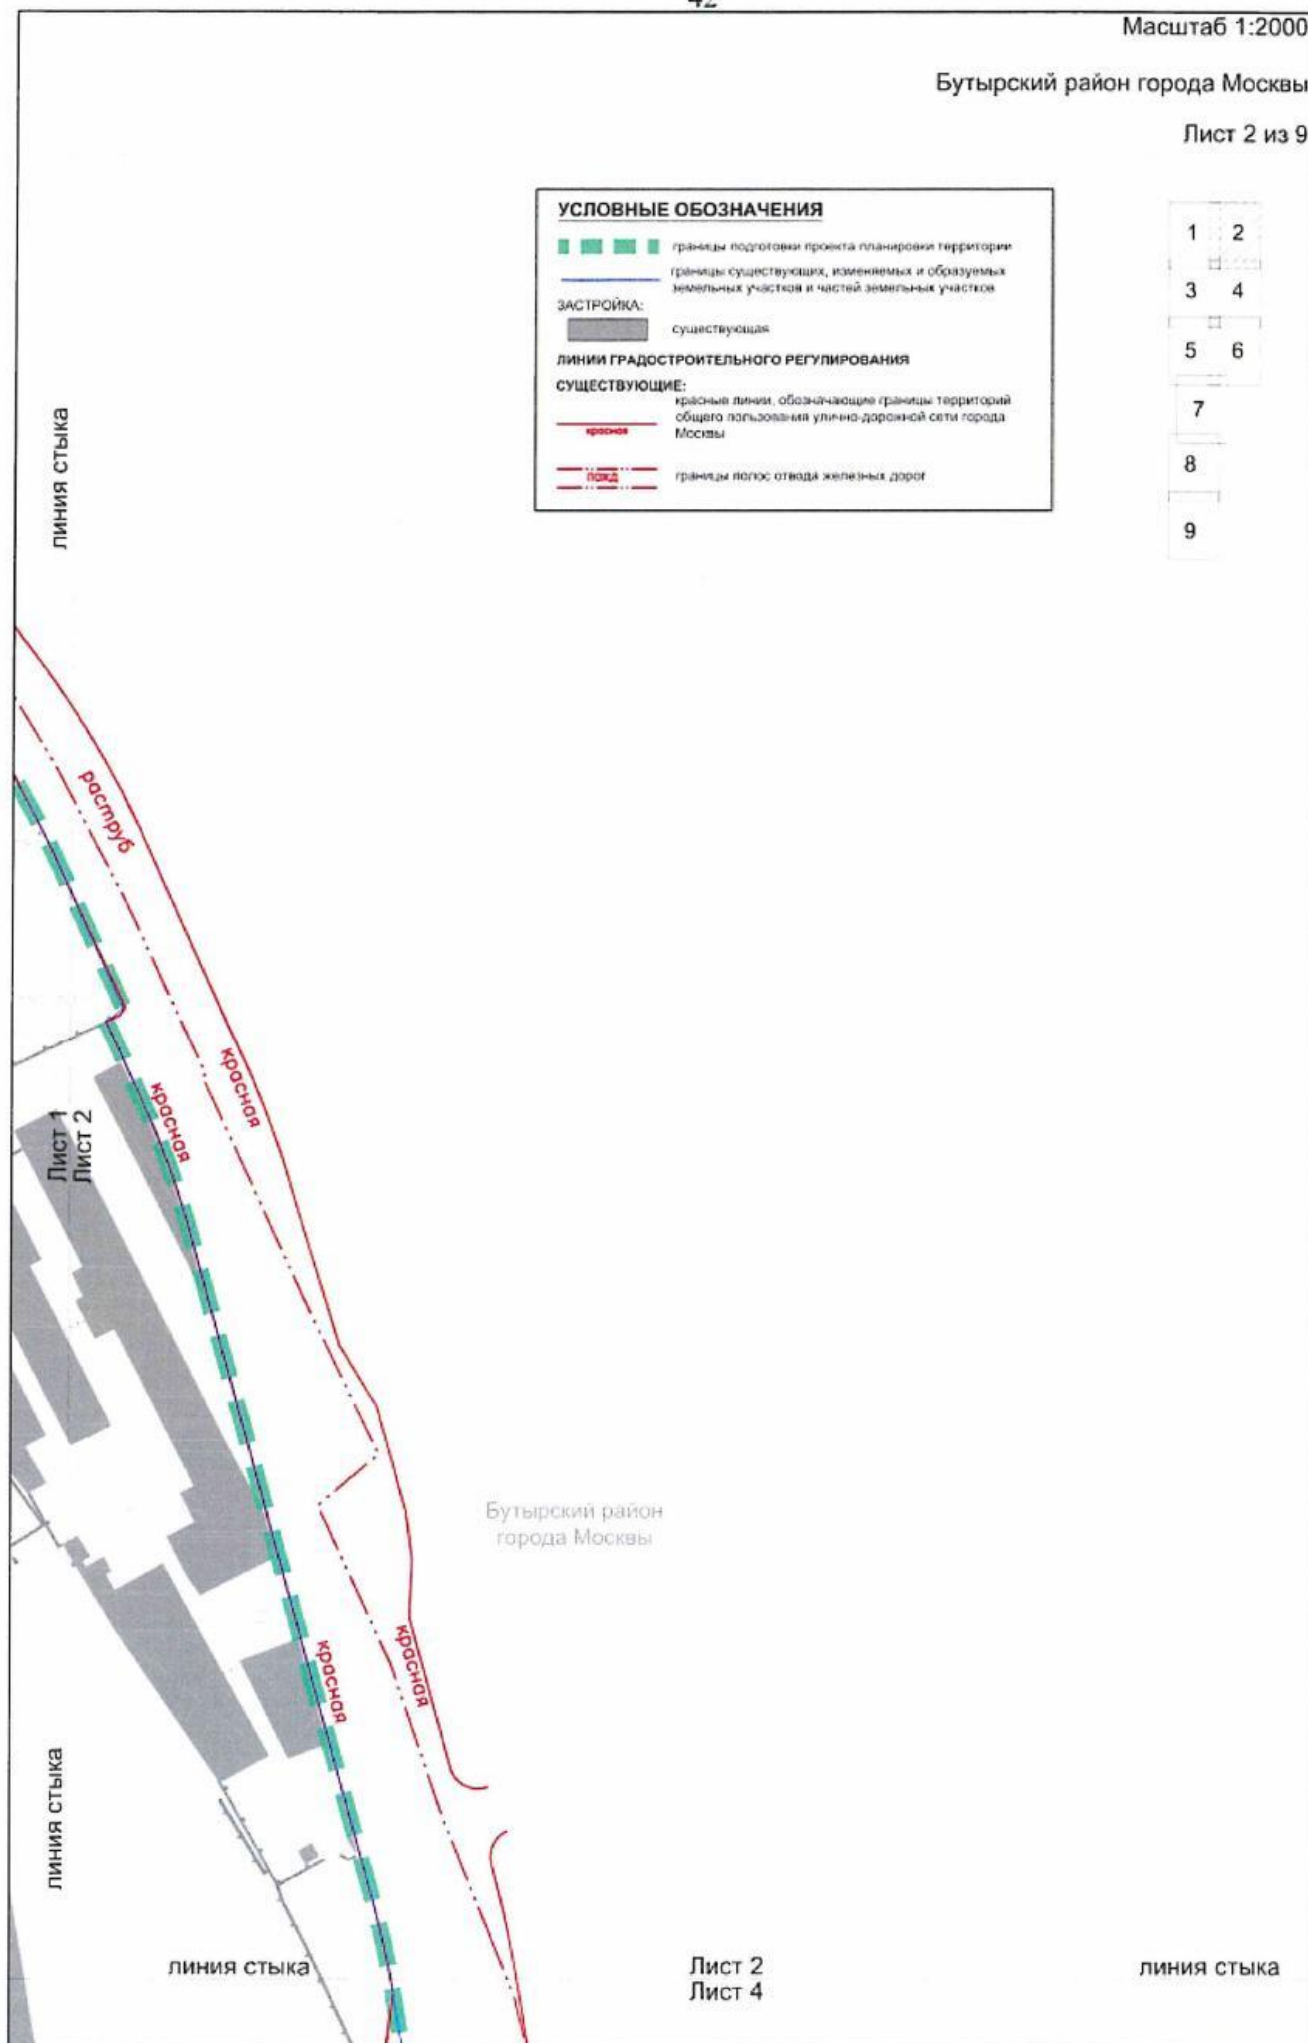 42
Масштаб 1:2000
Бутырский район города Москвы
Лист 2 из 9
УСЛОВНЫЕ ОБОЗНАЧЕНИЯ
границы подготовки проекта планировки территории
границы существующих, изменяемых и образуемых
земельных участков и частей земельных участков
ЗАСТРОЙКА:
существующая
ЛИНИИ ГРАДОСТРОИТЕЛЬНОГО РЕГУЛИРОВАНИЯ
СУЩЕСТВУЮЩИЕ:
красные линии, обозначающие границы территорий
общего пользования улично-дорожной сети города
Москвы
красная
ПОЖД
границы полос отвода железных дорог
1 2
3 4
5 6
7
8
9
линия стыка
раструб
красная
красная
Лист 1
Лист 2
Бутырский район
города Москвы
красная
красная
линия стыка
линия стыка
Лист 2
Лист 4
линия стыка